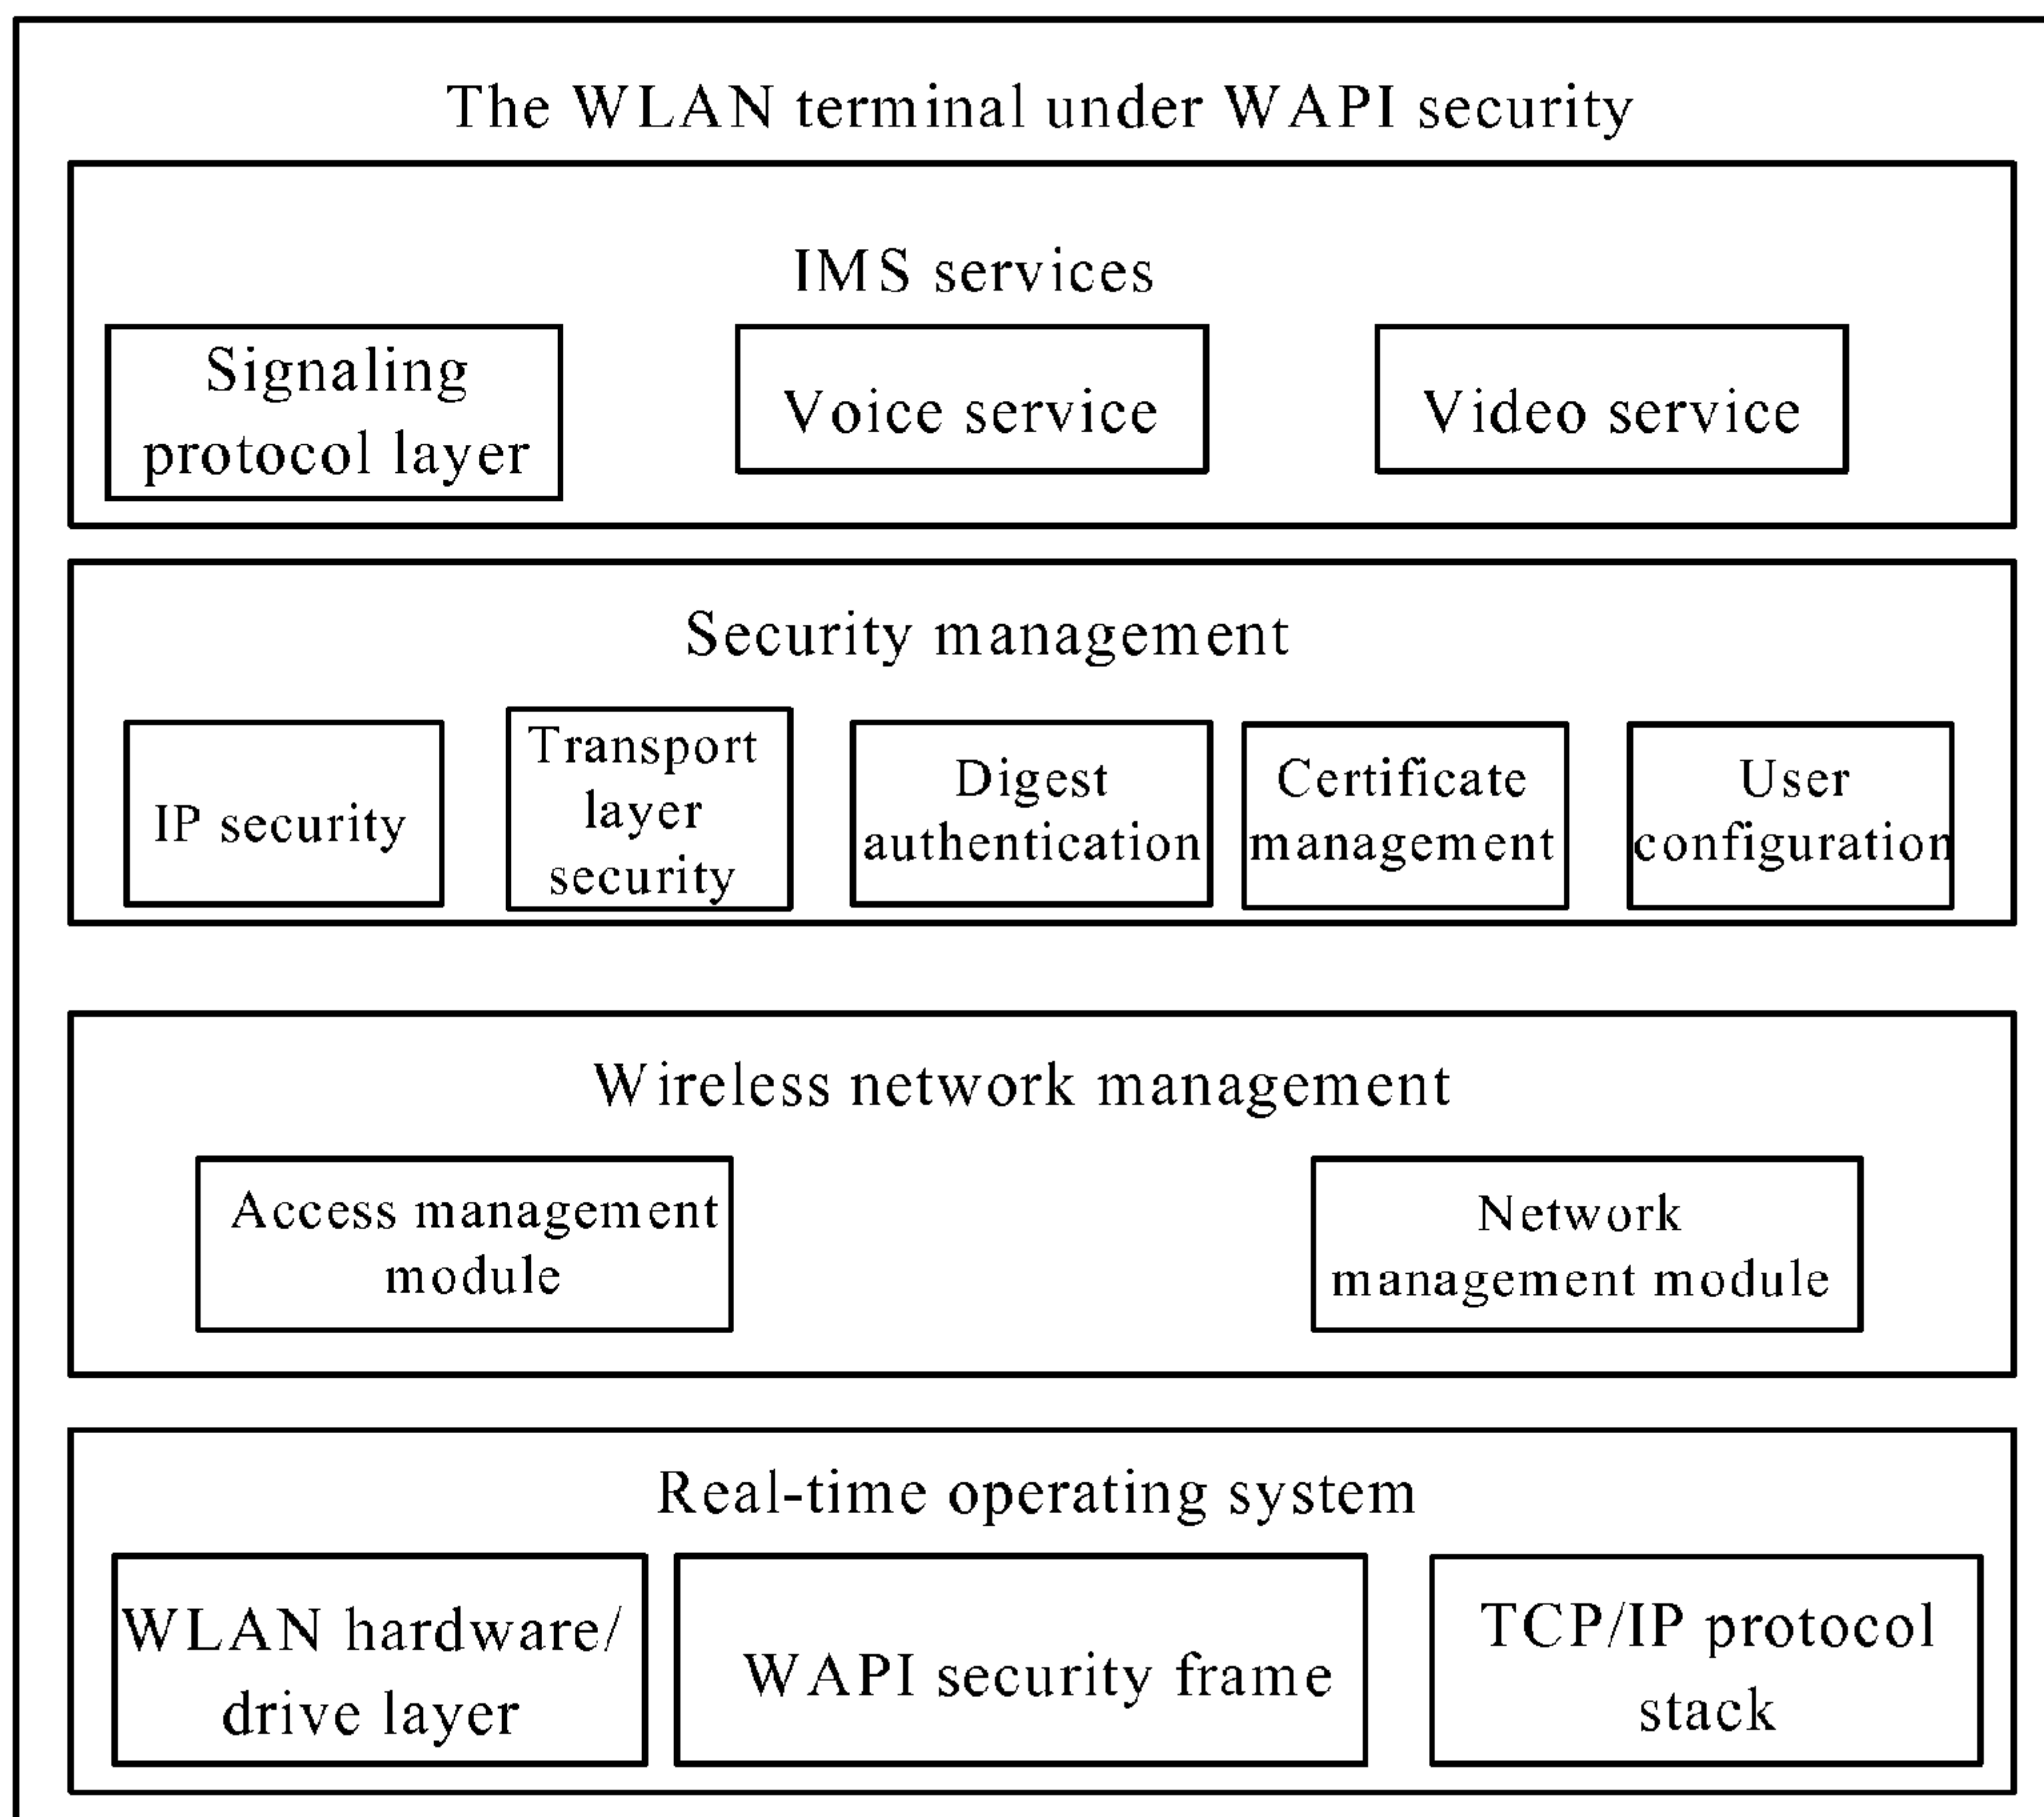 The WLAN terminal under WAPI security
IMS services
Signaling
protocol layer
Voice service
Video service
Security management
IP security
Transport
layer
security
Digest
authentication
Certificate
management
User
configuration
Wireless network management
Access management
module
Network
management module
Real-time operating system
WLAN hardware/
drive layer
WAPI security frame
TCP/IP protocol
stack